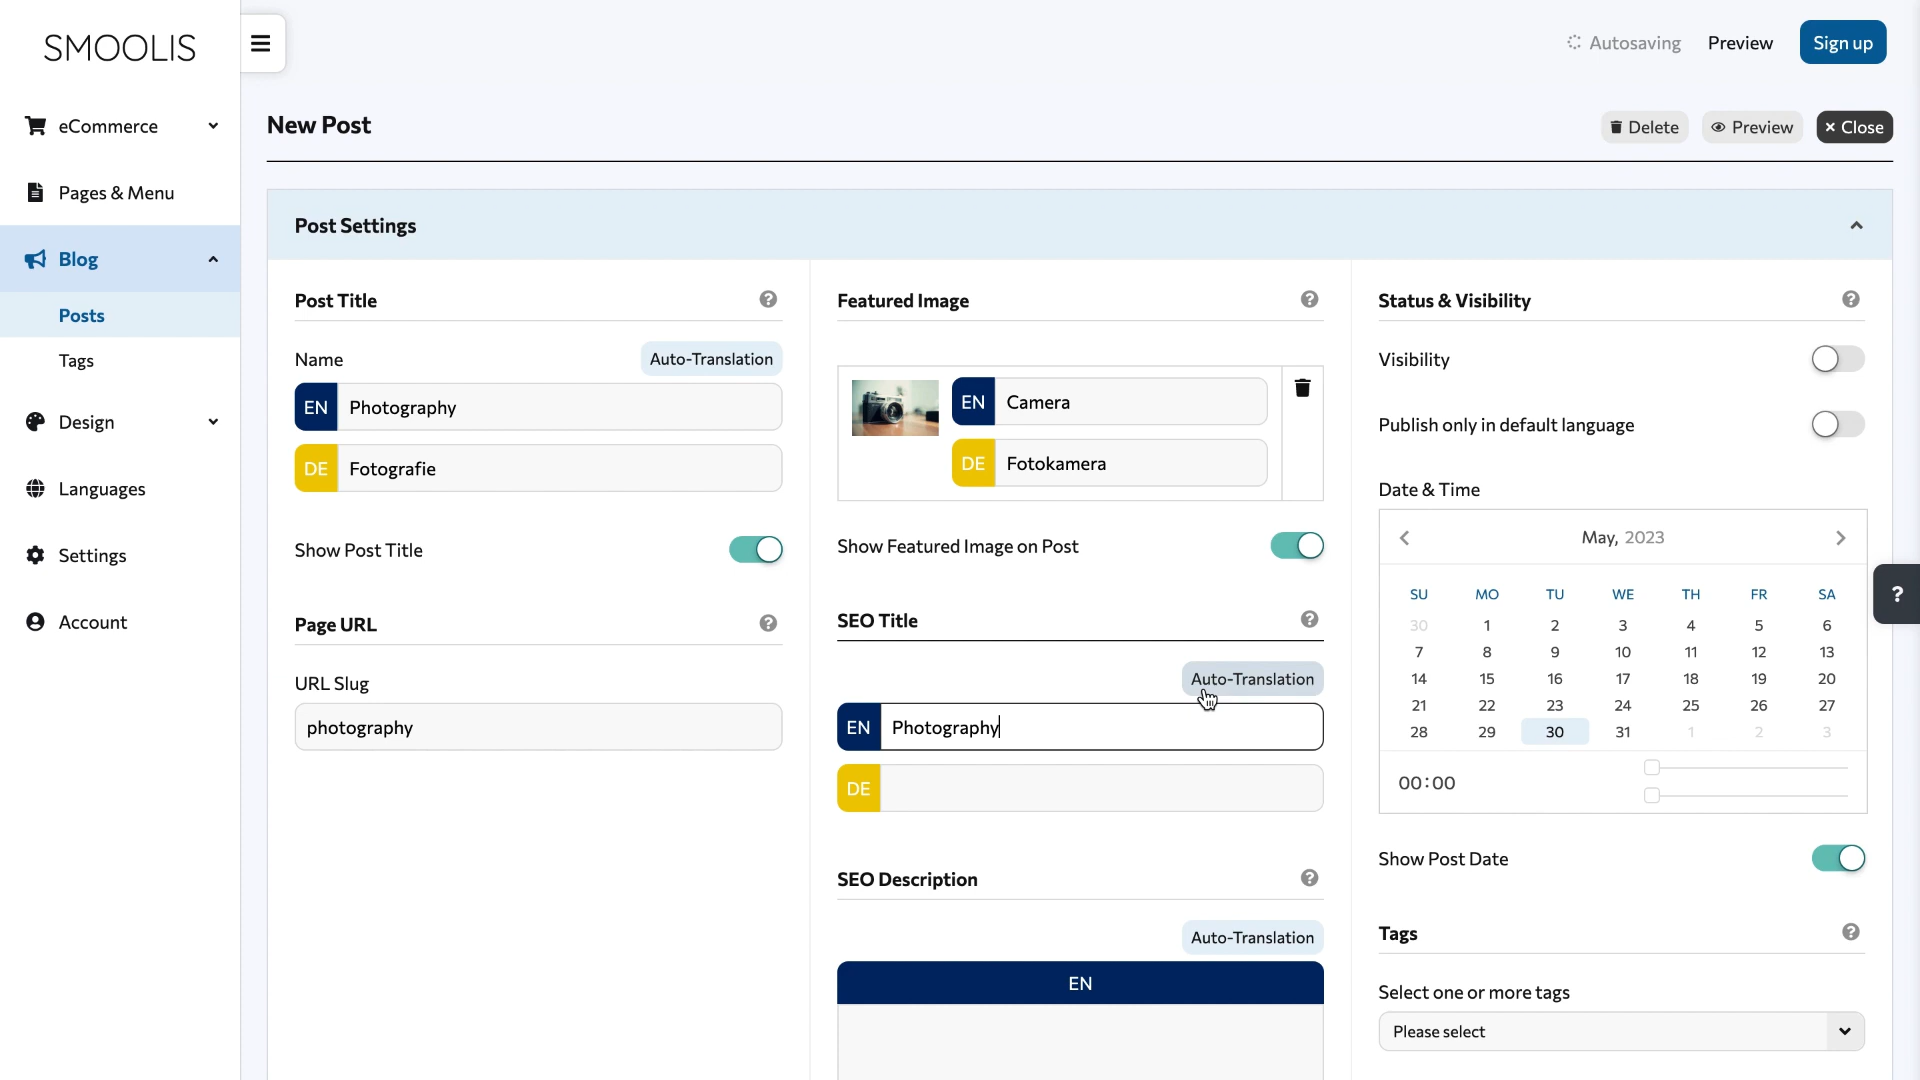 SMOOLIS
Autosaving
Preview
Sign up
eCommerce
Pages & Menu
Blog
Posts
Tags
Design
Languages
Settings
Account
New Post
Delete
Preview
× Close
Post Settings
Post Title
?
Name
Auto-Translation
EN Photography
DE Fotografie
Show Post Title
Page URL
?
URL Slug
photography
Featured Image
?
EN Camera
DE Fotokamera
Show Featured Image on Post
SEO Title
?
Auto-Translation
EN Photography
DE
SEO Description
?
Auto-Translation
EN
Status & Visibility
?
Visibility
Publish only in default language
Date & Time
May, 2023
SU MO TU WE TH FR SA
30 1 2 3 4 5 6
7 8 9 10 11 12 13
14 15 16 17 18 19 20
21 22 23 24 25 26 27
28 29 30 31 1 2 3
00:00
Show Post Date
Tags
?
Select one or more tags
Please select
?